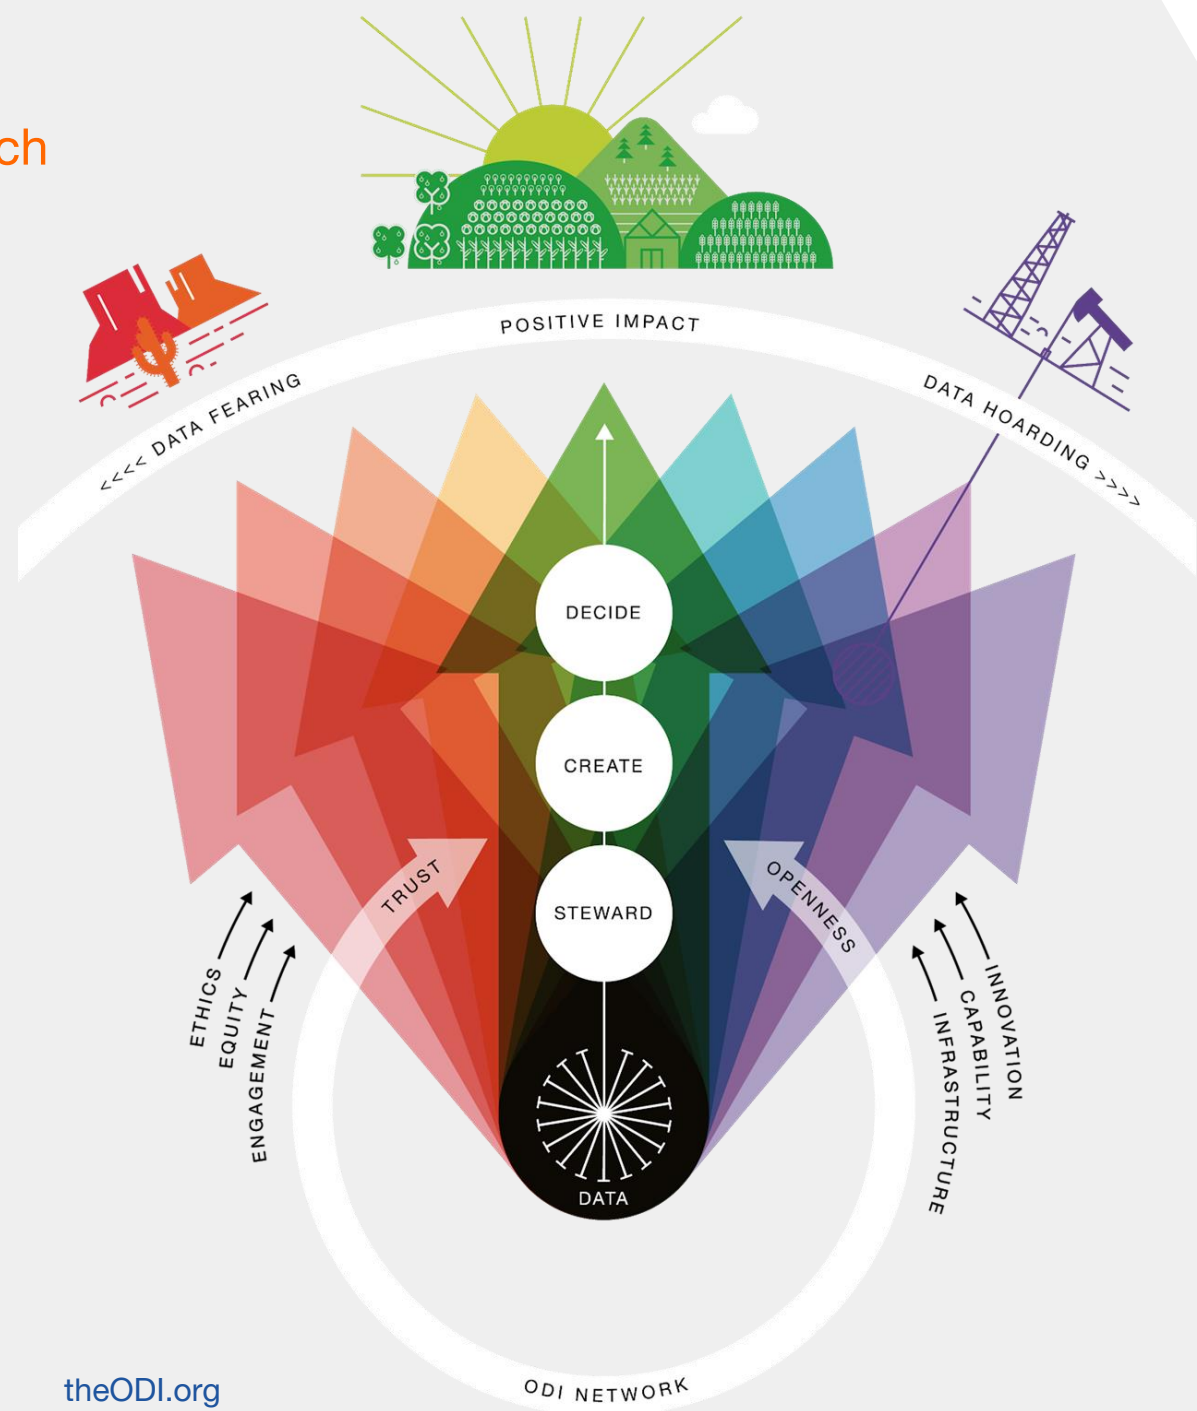 ch
POSITIVE IMPACT
<<<< DATA FEARING
DATA HOARDING >>>>
DECIDE
CREATE
STEWARD
TRUST
OPENNESS
ETHICS
EQUITY
ENGAGEMENT
INNOVATION
CAPABILITY
INFRASTRUCTURE
DATA
ODI NETWORK
theODI.org